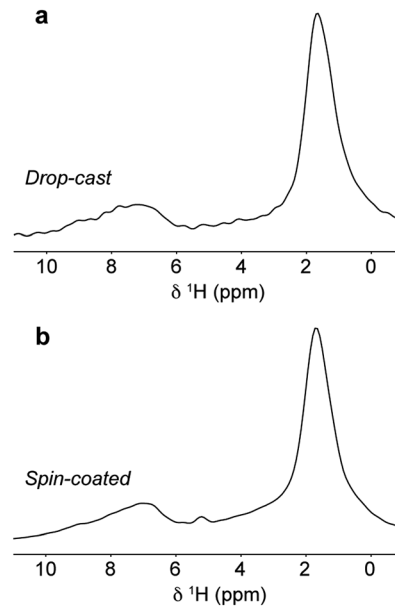 a
Drop-cast
10 8 6 4 2 0
δ ¹H (ppm)
b
Spin-coated
10 8 6 4 2 0
δ ¹H (ppm)